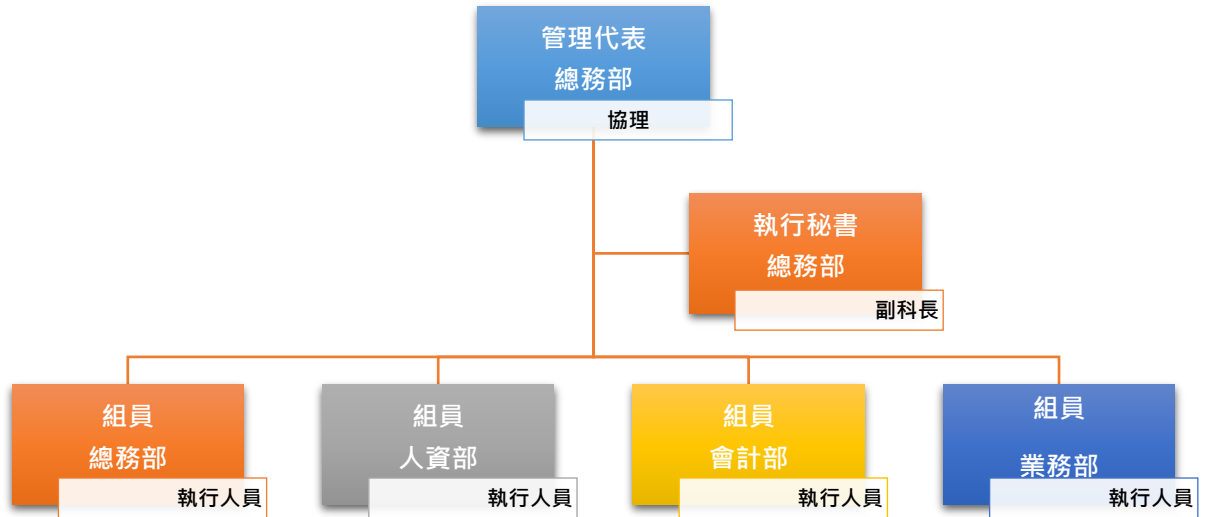 管理代表
總務部
協理
執行秘書
總務部
副科長
組員
總務部
執行人員
組員
人資部
執行人員
組員
會計部
執行人員
組員
業務部
執行人員